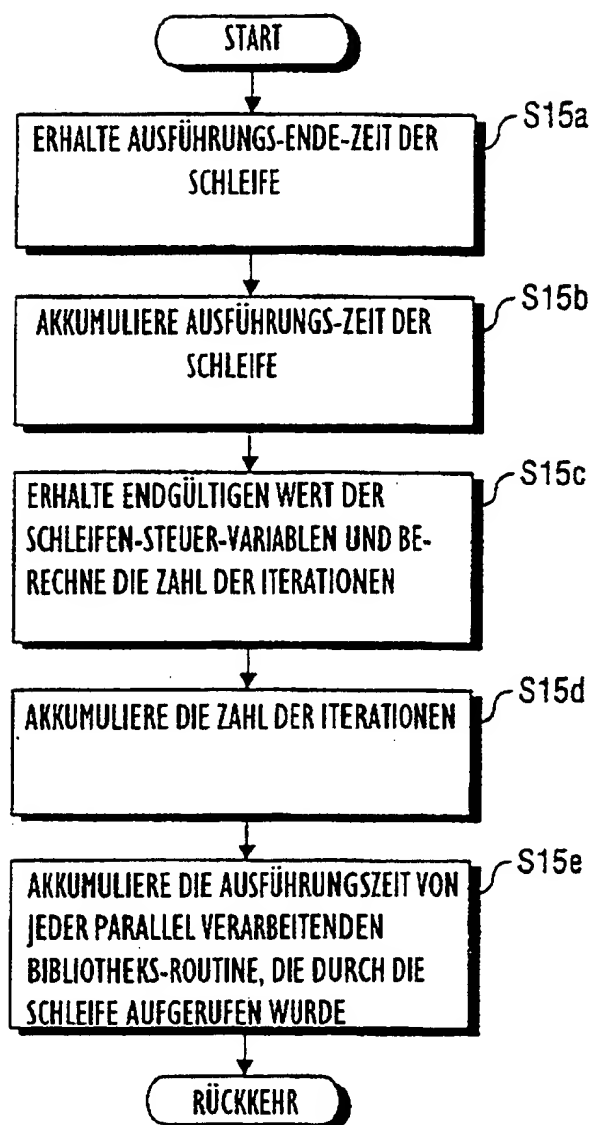 START
ERHALTE AUSFÜHRUNGS-ENDE-ZEIT DER
SCHLEIFE
S15a
AKKUMULIERE AUSFÜHRUNGS-ZEIT DER
SCHLEIFE
S15b
ERHALTE ENDGÜLTIGEN WERT DER
SCHLEIFEN-STEUER-VARIABLEN UND BE-
RECHNE DIE ZAHL DER ITERATIONEN
S15c
AKKUMULIERE DIE ZAHL DER ITERATIONEN
S15d
AKKUMULIERE DIE AUSFÜHRUNGSZEIT VON
JEDER PARALLEL VERARBEITENDEN
BIBLIOTHEKS-ROUTINE, DIE DURCH DIE
SCHLEIFE AUFGERUFEN WURDE
S15e
RÜCKKEHR